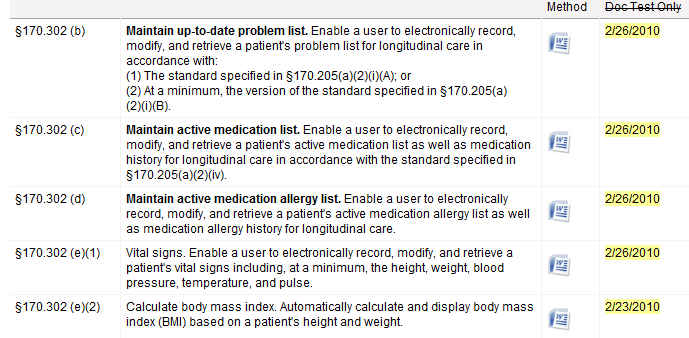 Method Doc Test Only
§170.302 (b) Maintain up-to-date problem list. Enable a user to electronically record, 2/26/2010
modify, and retrieve a patient's problem list for longitudinal care in
accordance with:
(1) The standard specified in §170.205(a)(2)(i)(A); or
(2) At a minimum, the version of the standard specified in §170.205(a)
(2)(i)(B).
§170.302 (c) Maintain active medication list. Enable a user to electronically record, 2/26/2010
modify, and retrieve a patient's active medication list as well as medication
history for longitudinal care in accordance with the standard specified in
§170.205(a)(2)(iv).
§170.302 (d) Maintain active medication allergy list. Enable a user to electronically 2/26/2010
record, modify, and retrieve a patient's active medication allergy list as well
as medication allergy history for longitudinal care.
§170.302 (e)(1) Vital signs. Enable a user to electronically record, modify, and retrieve a 2/26/2010
patient's vital signs including, at a minimum, the height, weight, blood
pressure, temperature, and pulse.
§170.302 (e)(2) Calculate body mass index. Automatically calculate and display body mass 2/23/2010
index (BMI) based on a patient's height and weight.